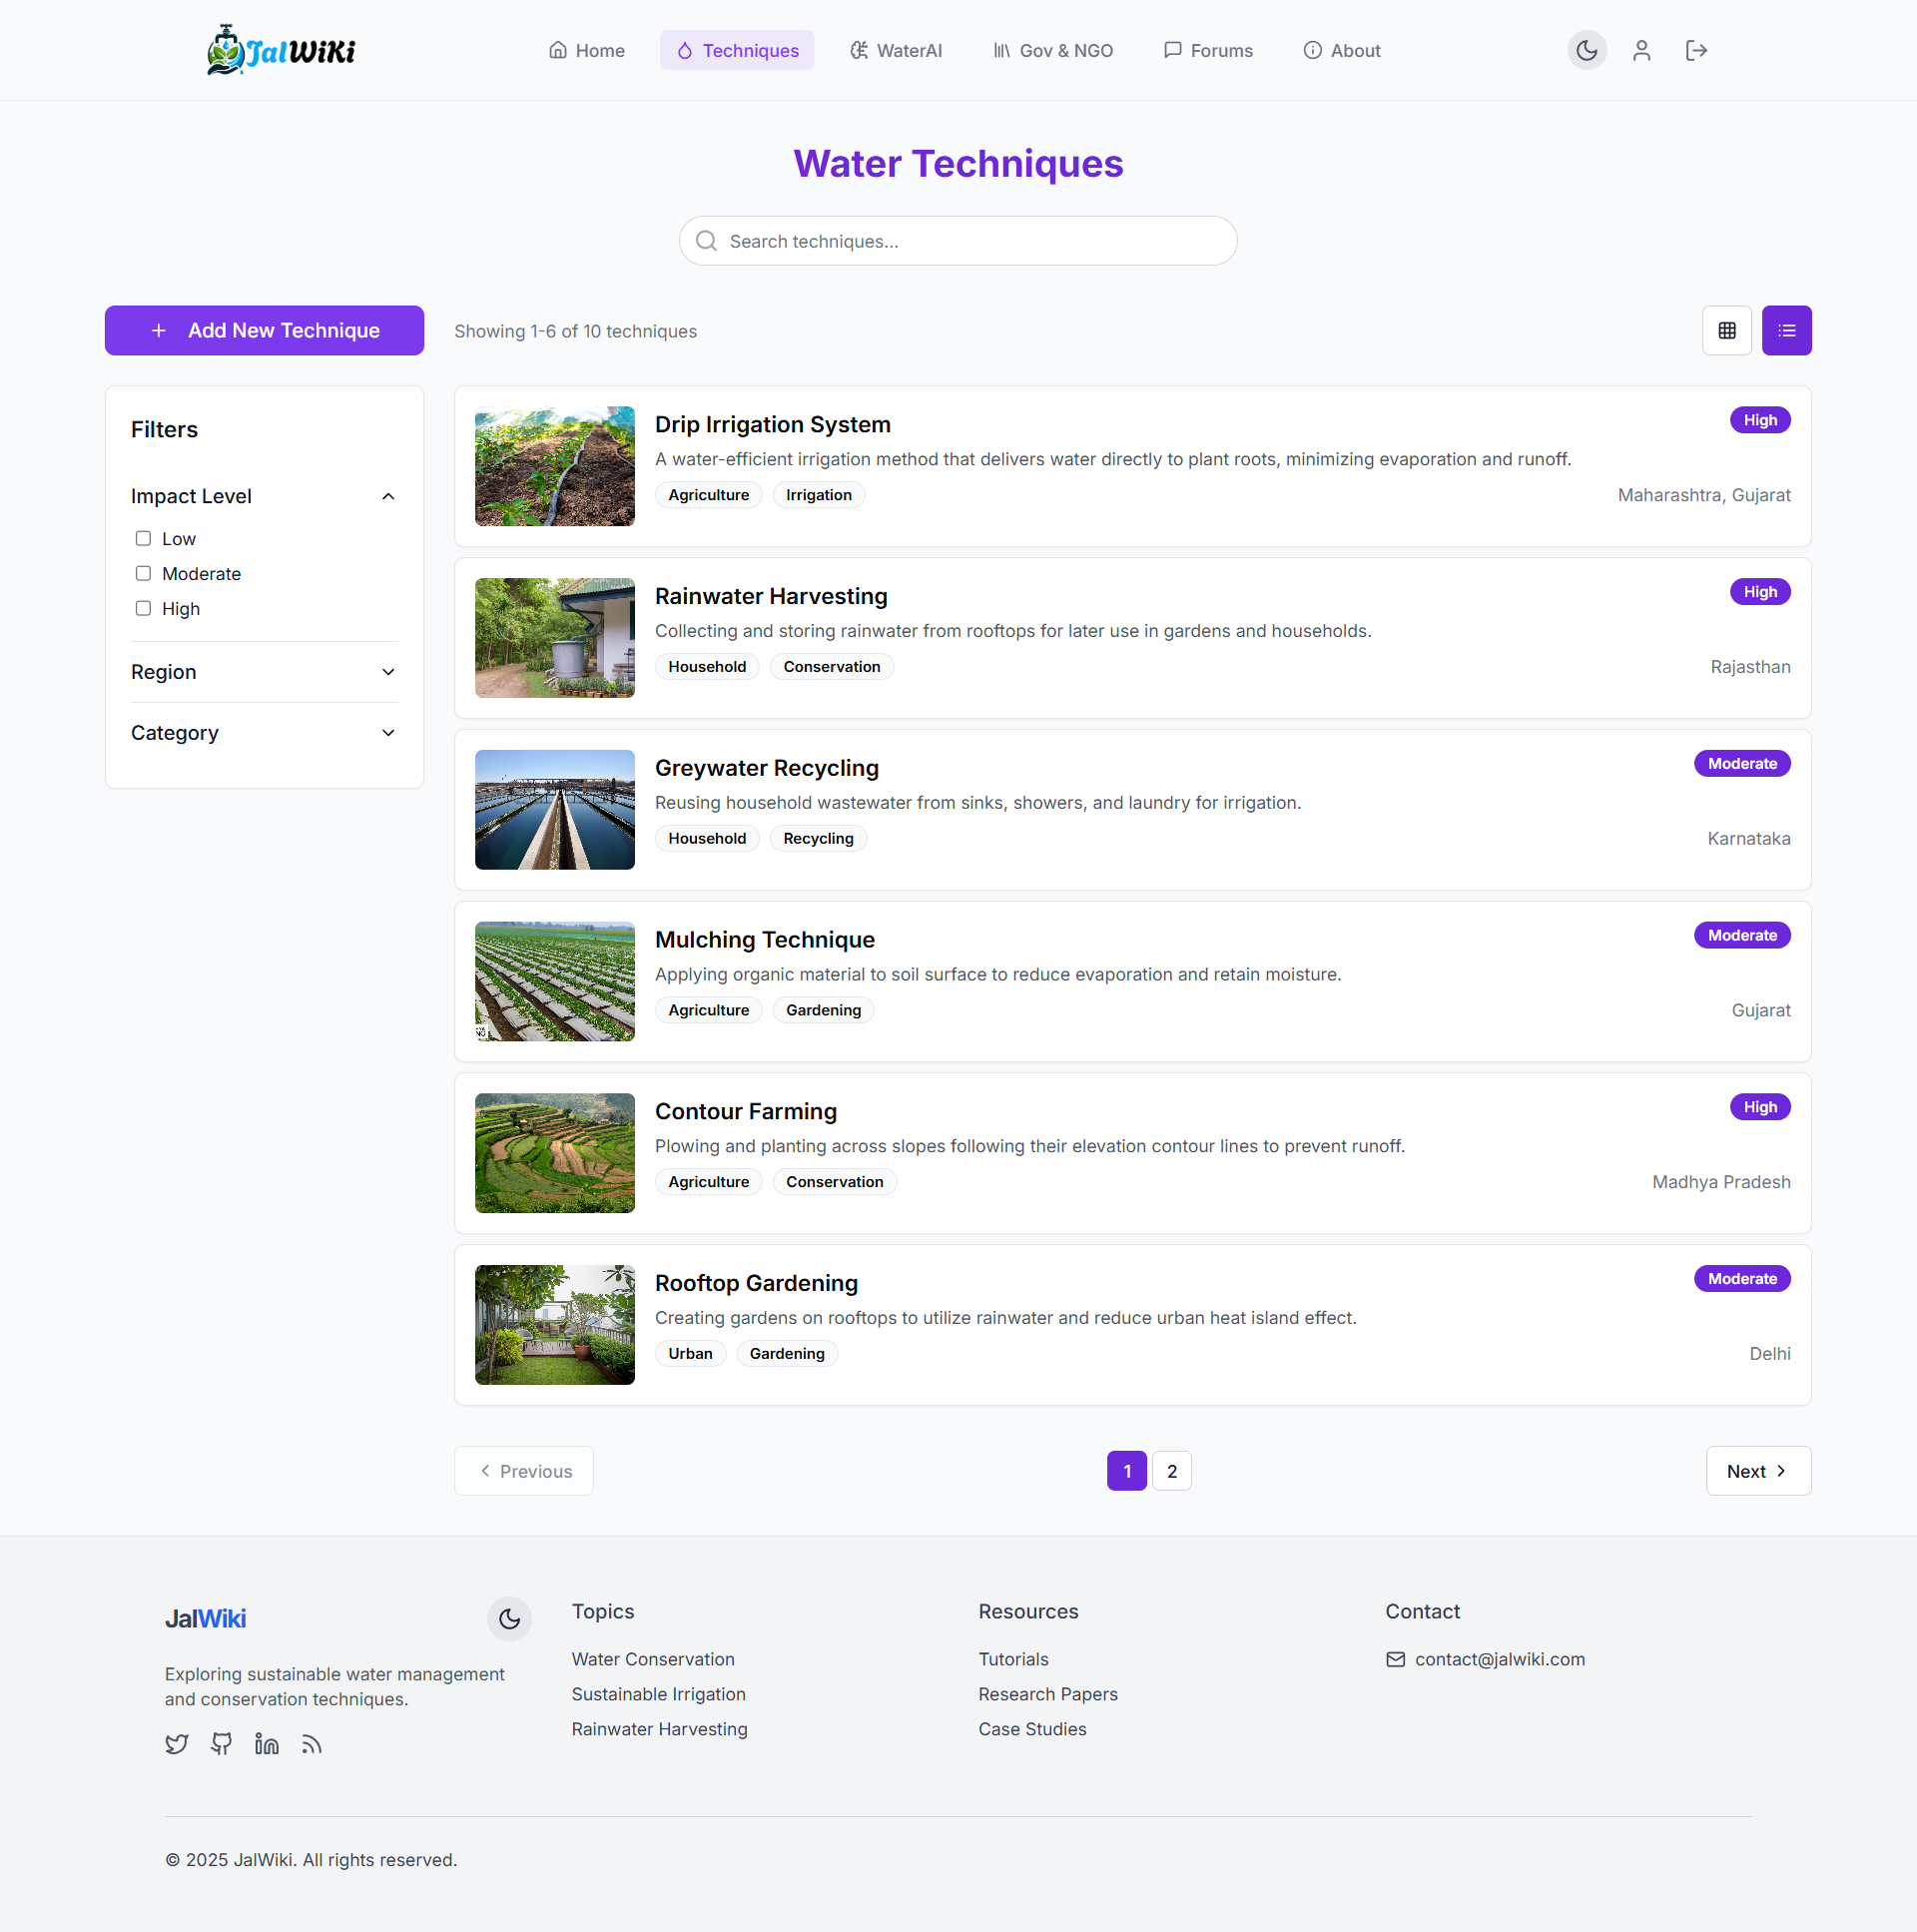 JalWiKi
Home
Techniques
WaterAI
Gov & NGO
Forums
About
Water Techniques
Search techniques...
Add New Technique
Showing 1-6 of 10 techniques
Filters
Impact Level
Low
Moderate
High
Region
Category
Drip Irrigation System
High
A water-efficient irrigation method that delivers water directly to plant roots, minimizing evaporation and runoff.
Agriculture
Irrigation
Maharashtra, Gujarat
Rainwater Harvesting
High
Collecting and storing rainwater from rooftops for later use in gardens and households.
Household
Conservation
Rajasthan
Greywater Recycling
Moderate
Reusing household wastewater from sinks, showers, and laundry for irrigation.
Household
Recycling
Karnataka
Mulching Technique
Moderate
Applying organic material to soil surface to reduce evaporation and retain moisture.
Agriculture
Gardening
Gujarat
Contour Farming
High
Plowing and planting across slopes following their elevation contour lines to prevent runoff.
Agriculture
Conservation
Madhya Pradesh
Rooftop Gardening
Moderate
Creating gardens on rooftops to utilize rainwater and reduce urban heat island effect.
Urban
Gardening
Delhi
Previous
1
2
Next
JalWiki
Exploring sustainable water management
and conservation techniques.
Topics
Water Conservation
Sustainable Irrigation
Rainwater Harvesting
Resources
Tutorials
Research Papers
Case Studies
Contact
contact@jalwiki.com
© 2025 JalWiki. All rights reserved.